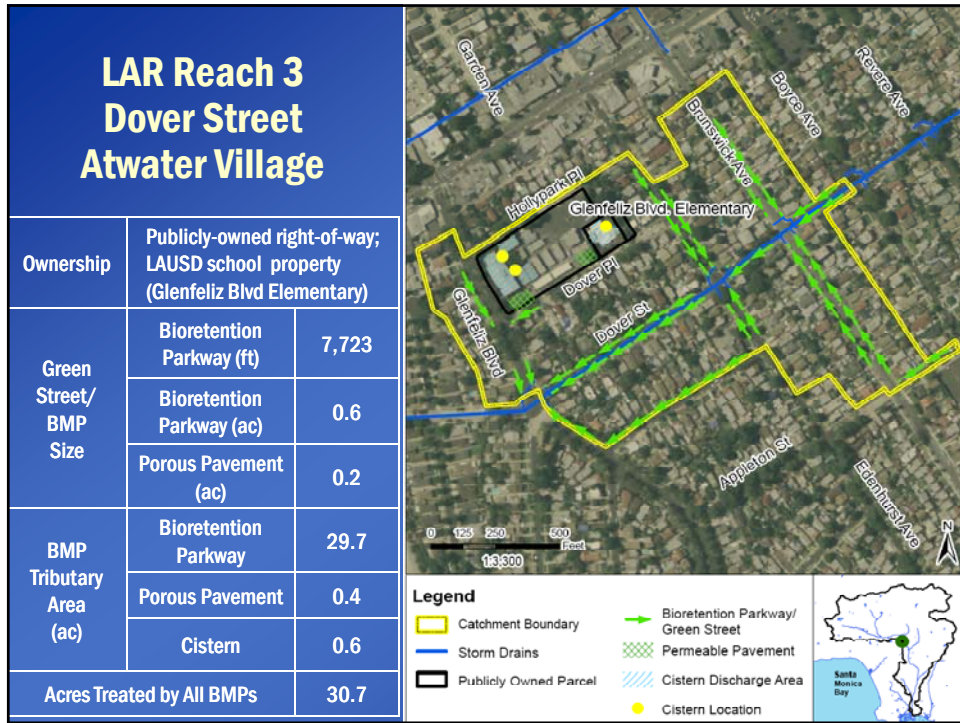 LAR Reach 3
Dover Street
Atwater Village
Ownership
Publicly-owned right-of-way;
LAUSD school property
(Glenfeliz Blvd Elementary)
Green
Street/
BMP
Size
Bioretention
Parkway (ft)
7,723
Bioretention
Parkway (ac)
0.6
Porous Pavement
(ac)
0.2
BMP
Tributary
Area
(ac)
Bioretention
Parkway
29.7
Porous Pavement
0.4
Cistern
0.6
Acres Treated by All BMPs
30.7
Garden Ave
Revere Ave
Boyce Ave
Brunswick Ave
Hollypark Pl
Glenfeliz Blvd. Elementary
Dover Pl
Glenfeliz Blvd
Dover St
Appleton St
Edenhurst Ave
0 125 250 500
Feet
1:3,300
N
Legend
Catchment Boundary
Storm Drains
Publicly Owned Parcel
Bioretention Parkway/
Green Street
Permeable Pavement
Cistern Discharge Area
Cistern Location
Santa
Monica
Bay